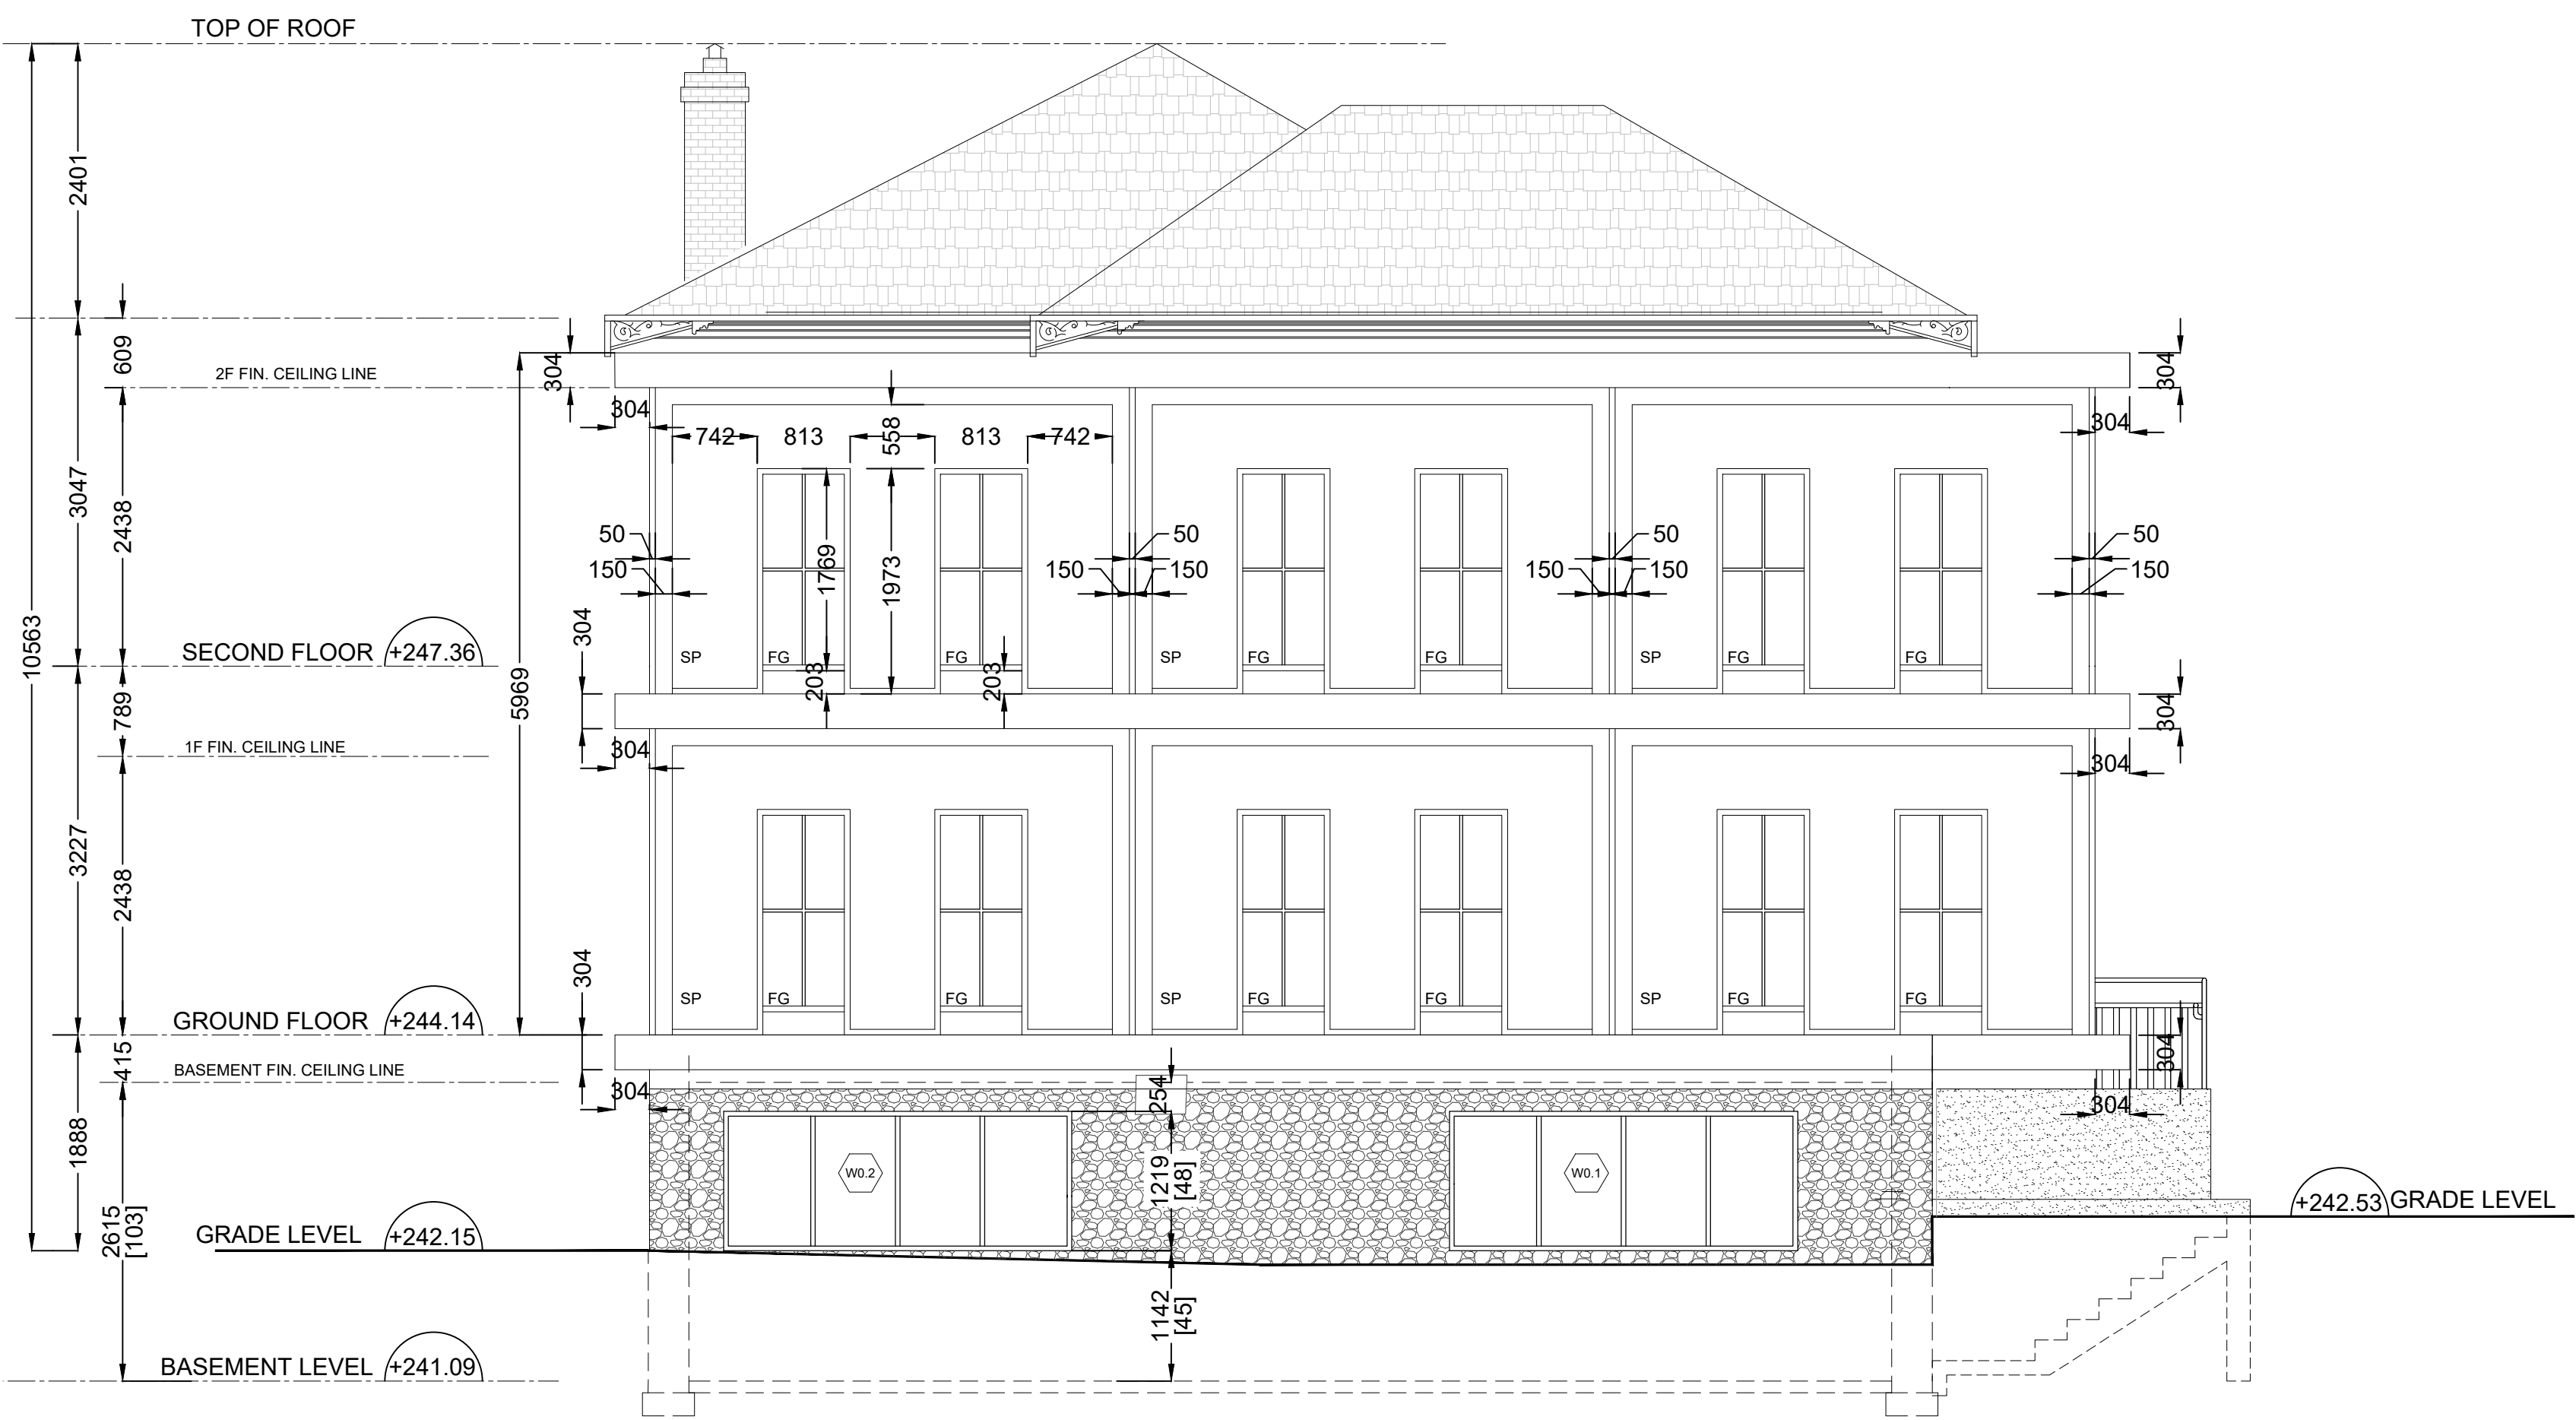 TOP OF ROOF
2401
609
2F FIN. CEILING LINE
304
304
304
304
742
813
558
813
742
3047
2438
1769
1973
50
50
50
50
150
150
150
150
150
150
10563
304
SECOND FLOOR
+247.36
SP
FG
FG
SP
FG
FG
SP
FG
FG
203
203
5969
789
304
1F FIN. CEILING LINE
304
304
3227
2438
304
SP
FG
FG
SP
FG
FG
SP
FG
FG
GROUND FLOOR
+244.14
415
304
BASEMENT FIN. CEILING LINE
304
254
304
1888
W0.2
1219
[48]
W0.1
2615
[103]
GRADE LEVEL
+242.15
+242.53
GRADE LEVEL
1142
[45]
BASEMENT LEVEL
+241.09